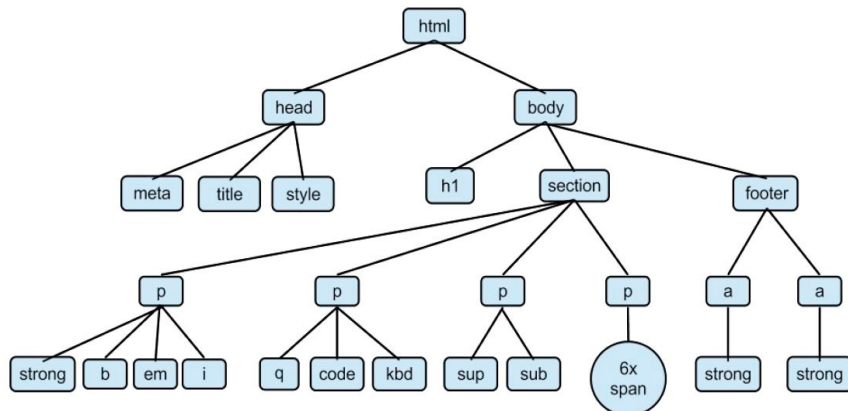 html
head
body
meta
title
style
h1
section
footer
p
p
p
p
a
a
strong
b
em
i
q
code
kbd
sup
sub
6x
span
strong
strong